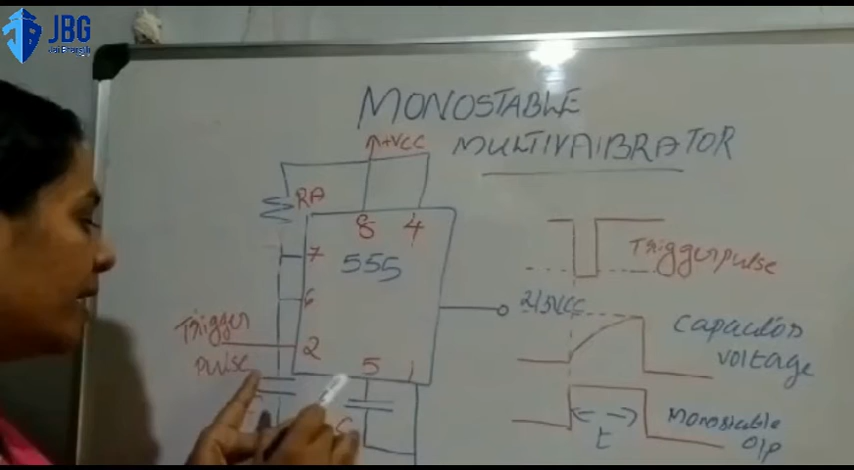 JBG
MONOSTABLE
MULTIVAIBRATOR
+VCC
RA
8 4
7
555
6
Trigger
pulse
2
5 1
C
Triggerpulse
2/3VCC
Capacitor
voltage
t
Monostable
O/P